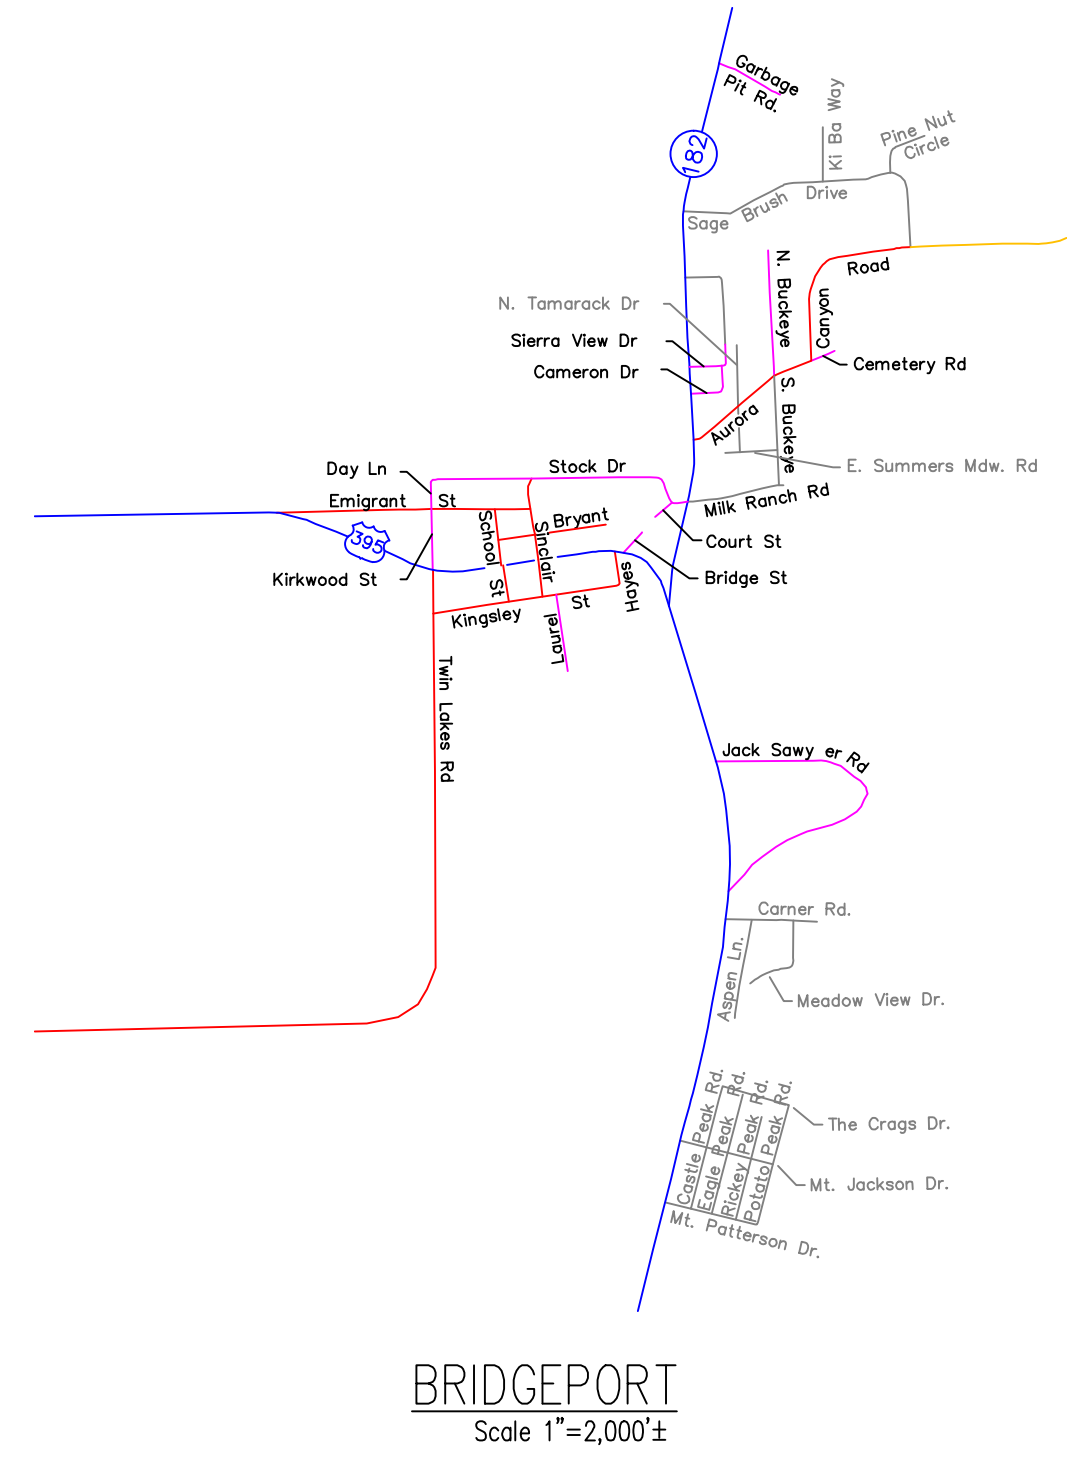 Garbage
Pit Rd.
182
Ki Ba Way
Pine Nut
Circle
Sage Brush Drive
N. Buckeye
Canyon
Road
N. Tamarack Dr
Sierra View Dr
Cameron Dr
Cemetery Rd
S. Buckeye
Aurora
E. Summers Mdw. Rd
Day Ln
Stock Dr
Emigrant St
Milk Ranch Rd
School St
Sinclair
Bryant
395
Court St
Kirkwood St
Bridge St
Hayes
Kingsley St
Laurel
Twin Lakes Rd
Jack Sawy er Rd
Carner Rd.
Aspen Ln.
Meadow View Dr.
Castle Peak Rd.
Eagle Peak Rd.
Rickey Peak Rd.
Potato Peak Rd.
The Crags Dr.
Mt. Jackson Dr.
Mt. Patterson Dr.
BRIDGEPORT
Scale 1"=2,000'±